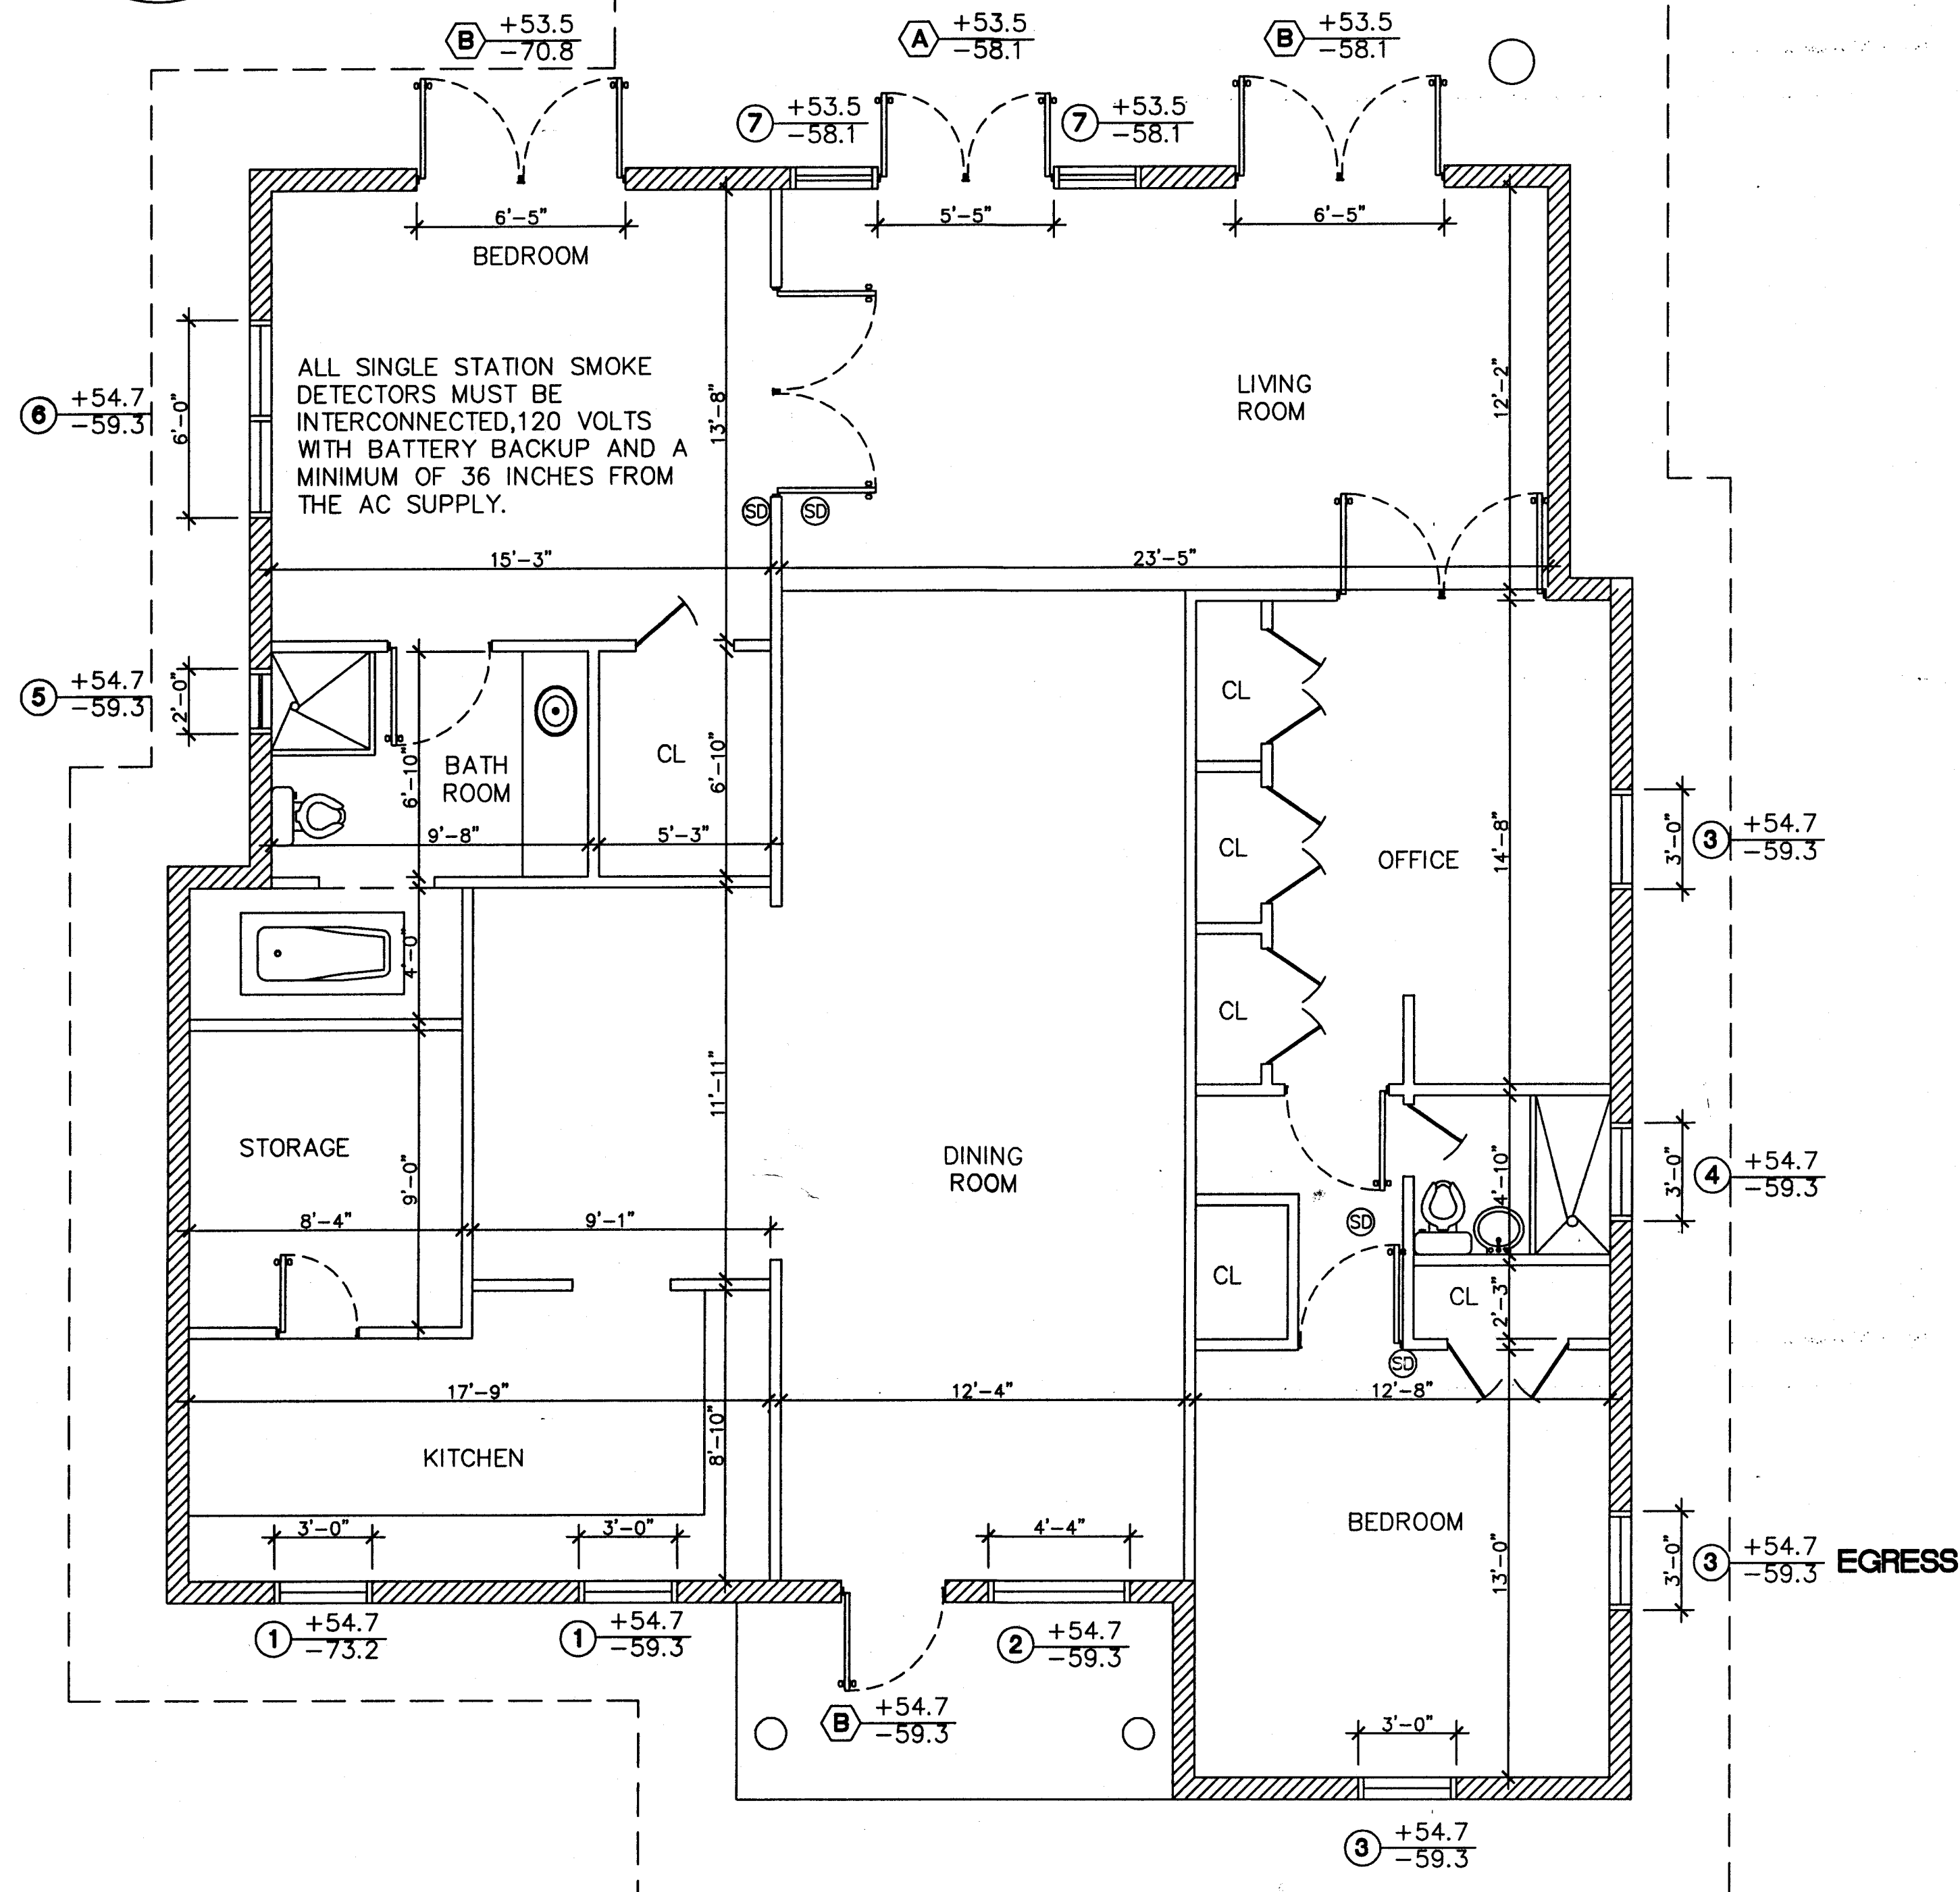 B +53.5
-70.8
A +53.5
-58.1
B +53.5
-58.1
7 +53.5
-58.1
7 +53.5
-58.1
6'-5"
5'-5"
6'-5"
BEDROOM
ALL SINGLE STATION SMOKE
DETECTORS MUST BE
INTERCONNECTED,120 VOLTS
WITH BATTERY BACKUP AND A
MINIMUM OF 36 INCHES FROM
THE AC SUPPLY.
6 +54.7
-59.3
6'-0"
13'-8"
LIVING
ROOM
12'-2"
SD
SD
15'-3"
23'-5"
5 +54.7
-59.3
2'-0"
6'-10"
BATH
ROOM
CL
6'-10"
9'-8"
5'-3"
CL
CL
CL
OFFICE
14'-8"
3'-0"
3 +54.7
-59.3
4'-0"
11'-11"
STORAGE
9'-0"
8'-4"
9'-1"
DINING
ROOM
SD
4'-10"
3'-0"
4 +54.7
-59.3
CL
CL
2'-3"
SD
17'-9"
12'-4"
12'-8"
8'-10"
KITCHEN
BEDROOM
13'-0"
3'-0"
3 +54.7
-59.3
EGRESS
3'-0"
3'-0"
4'-4"
1 +54.7
-73.2
1 +54.7
-59.3
2 +54.7
-59.3
B +54.7
-59.3
3'-0"
3 +54.7
-59.3